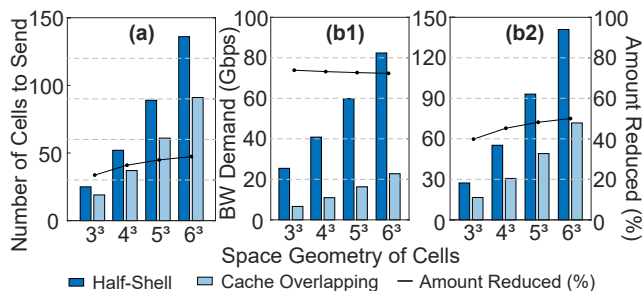 (a)
(b1)
(b2)
Number of Cells to Send
150
100
50
0
BW Demand (Gbps)
100
80
60
40
20
0
150
120
90
60
30
0
100
80
60
40
20
0
Amount Reduced (%)
3³ 4³ 5³ 6³
3³ 4³ 5³ 6³
3³ 4³ 5³ 6³
Space Geometry of Cells
Half-Shell Cache Overlapping Amount Reduced (%)